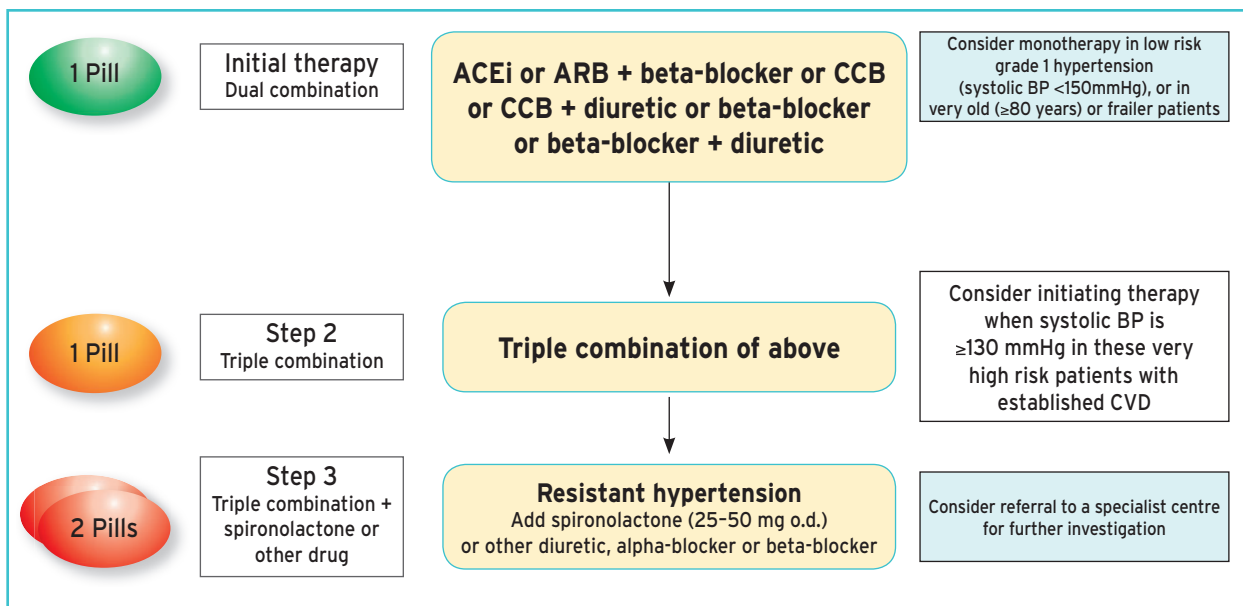 1 Pill
Initial therapy
Dual combination
ACEi or ARB + beta-blocker or CCB
or CCB + diuretic or beta-blocker
or beta-blocker + diuretic
Consider monotherapy in low risk
grade 1 hypertension
(systolic BP <150mmHg), or in
very old (≥80 years) or frailer patients
1 Pill
Step 2
Triple combination
Triple combination of above
Consider initiating therapy
when systolic BP is
≥130 mmHg in these very
high risk patients with
established CVD
2 Pills
Step 3
Triple combination +
spironolactone or
other drug
Resistant hypertension
Add spironolactone (25–50 mg o.d.)
or other diuretic, alpha-blocker or beta-blocker
Consider referral to a specialist centre
for further investigation